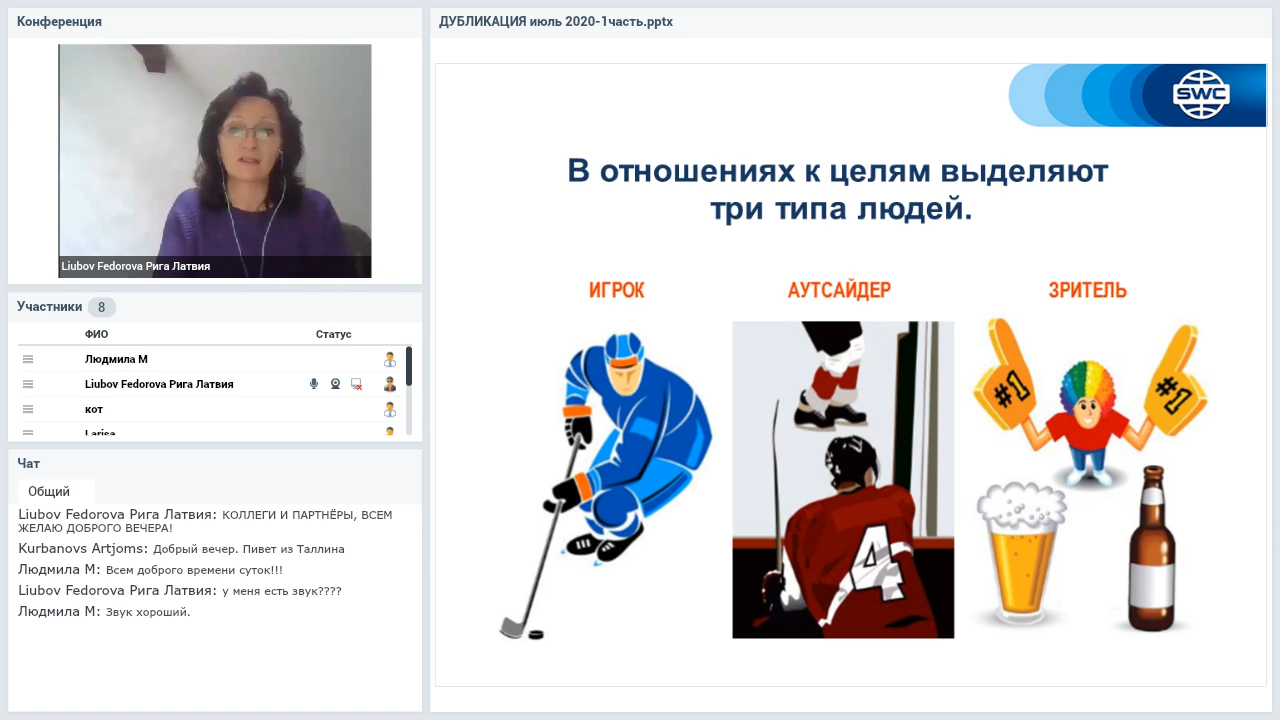 Конференция
Liubov Fedorova Рига Латвия
Участники 8
ФИО Статус
Людмила М
Liubov Fedorova Рига Латвия
кот
Larisa
Чат
Общий
Liubov Fedorova Рига Латвия: КОЛЛЕГИ И ПАРТНЁРЫ, ВСЕМ
ЖЕЛАЮ ДОБРОГО ВЕЧЕРА!
Kurbanovs Artjoms: Добрый вечер. Пивет из Таллина
Людмила М: Всем доброго времени суток!!!
Liubov Fedorova Рига Латвия: у меня есть звук????
Людмила М: Звук хороший.
ДУБЛИКАЦИЯ июль 2020-1часть.pptx
SWC
В отношениях к целям выделяют
три типа людей.
ИГРОК АУТСАЙДЕР ЗРИТЕЛЬ
#1 #1
4